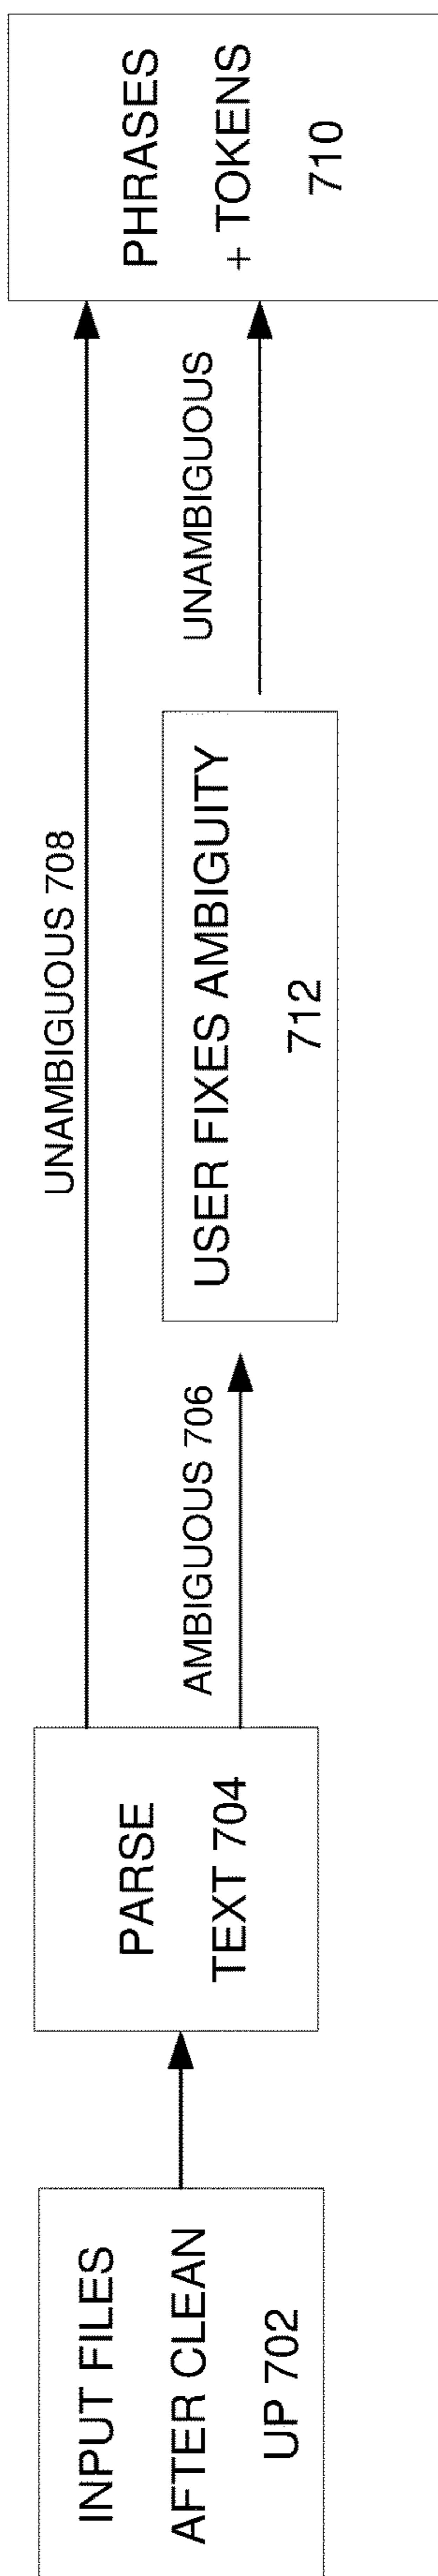 INPUT FILES
AFTER CLEAN
UP 702
PARSE
TEXT 704
UNAMBIGUOUS 708
AMBIGUOUS 706
USER FIXES AMBIGUITY
712
UNAMBIGUOUS
PHRASES
+ TOKENS
710